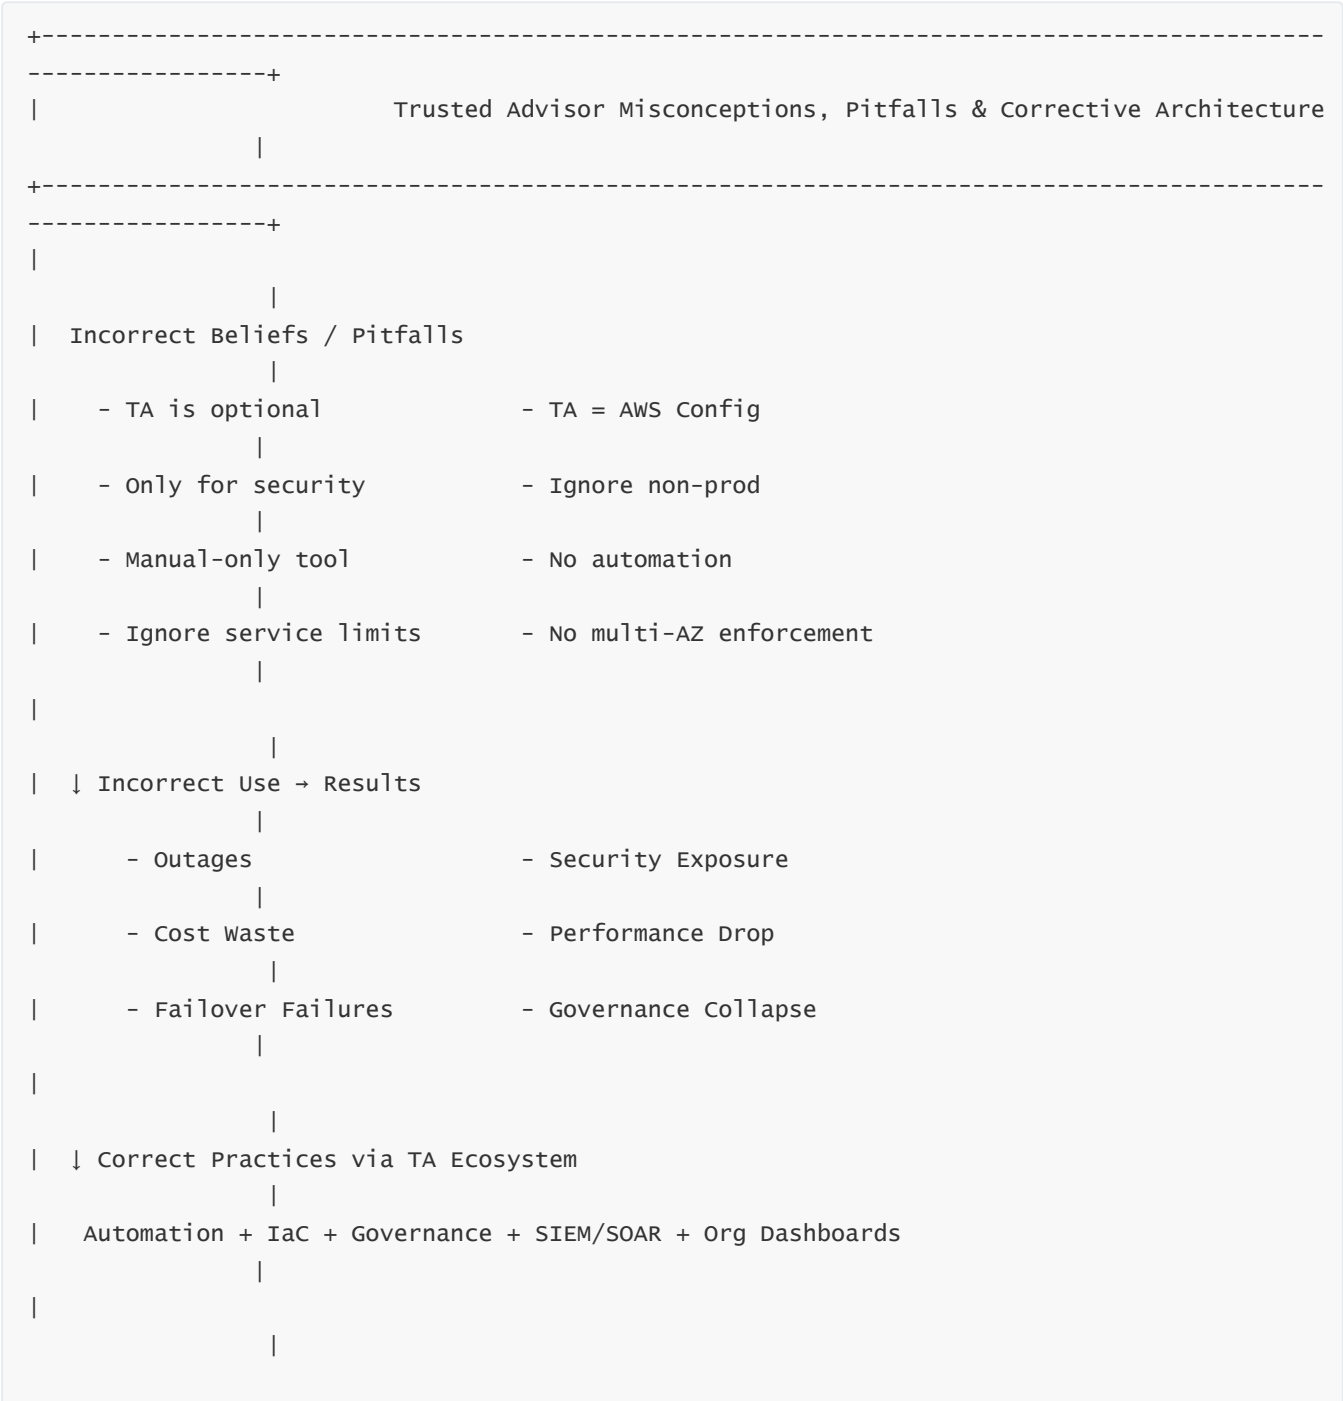 +-------------------------------------------------------------------------------------------
-----------------+
|                         Trusted Advisor Misconceptions, Pitfalls & Corrective Architecture
                |
+-------------------------------------------------------------------------------------------
-----------------+
|
                 |
|  Incorrect Beliefs / Pitfalls
                 |
|    - TA is optional              - TA = AWS Config
                |
|    - Only for security           - Ignore non-prod
                |
|    - Manual-only tool            - No automation
                |
|    - Ignore service limits       - No multi-AZ enforcement
                |
|
                 |
|  ↓ Incorrect Use → Results
                |
|      - Outages                   - Security Exposure
                |
|      - Cost Waste                - Performance Drop
                 |
|      - Failover Failures         - Governance Collapse
                |
|
                 |
|  ↓ Correct Practices via TA Ecosystem
                 |
|   Automation + IaC + Governance + SIEM/SOAR + Org Dashboards
                |
|
                 |